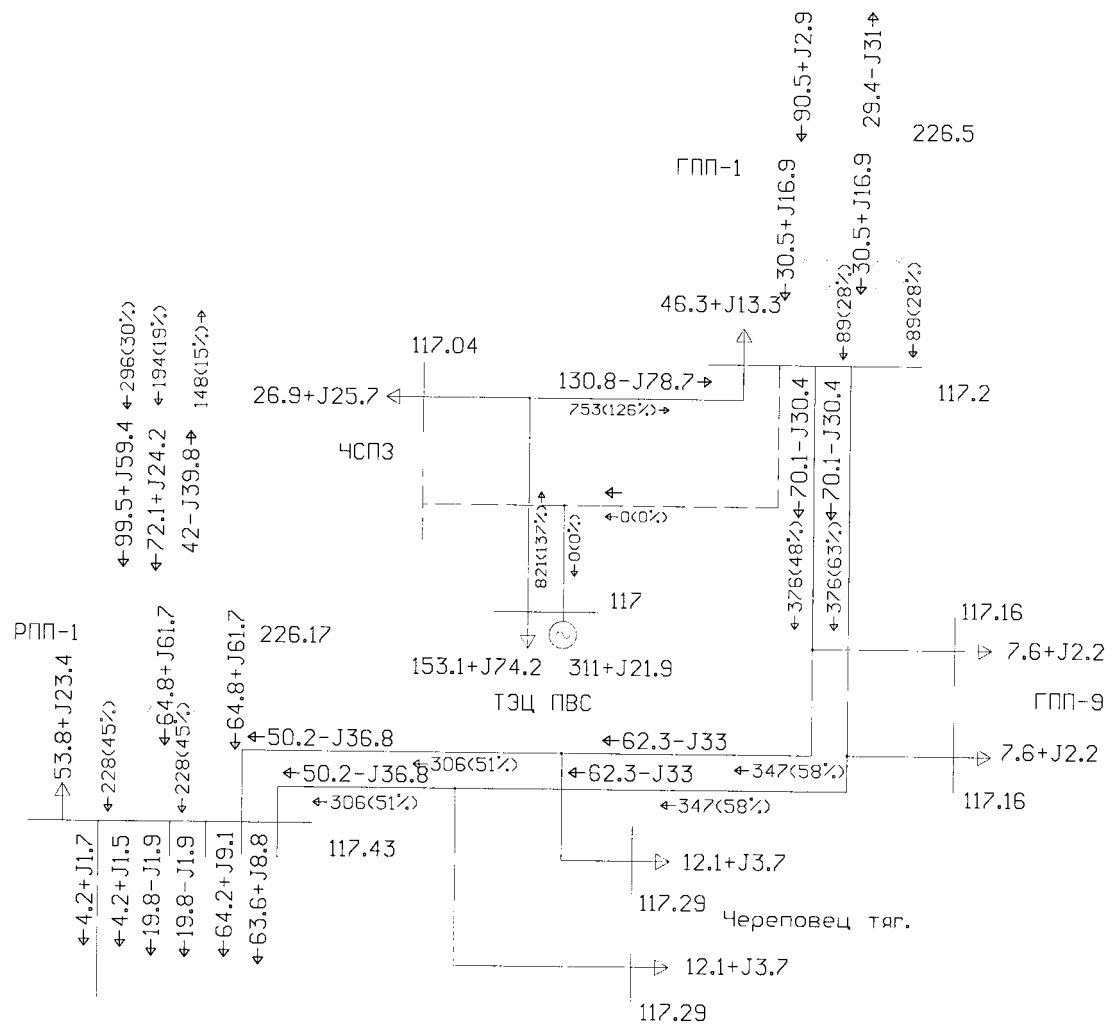 ←90.5+J2.9
29.4-J31→
226.5
ГПП-1
←30.5+J16.9
←30.5+J16.9
←89(28%)
←89(28%)
46.3+J13.3
117.04
130.8-J78.7→
753(126%)→
26.9+J25.7
117.2
ЧСПЗ
←296(30%)
←194(19%)
148(15%)→
←99.5+J59.4
←72.1+J24.2
42-J39.8→
←70.1-J30.4
←70.1-J30.4
←376(48%)
←376(63%)
←
←0(0%)
821(137%)→
←0(0%)
117
153.1+J74.2
311+J21.9
ТЭЦ ПВС
117.16
7.6+J2.2
ГПП-9
7.6+J2.2
117.16
РПП-1
226.17
←64.8+J61.7
←64.8+J61.7
53.8+J23.4
←228(45%)
←228(45%)
←50.2-J36.8
←62.3-J33
←306(51%)
←347(58%)
←50.2-J36.8
←62.3-J33
←306(51%)
←347(58%)
117.43
←4.2+J1.7
←4.2+J1.5
←19.8-J1.9
←19.8-J1.9
←64.2+J9.1
←63.6+J8.8
12.1+J3.7
117.29
Череповец тяг.
12.1+J3.7
117.29